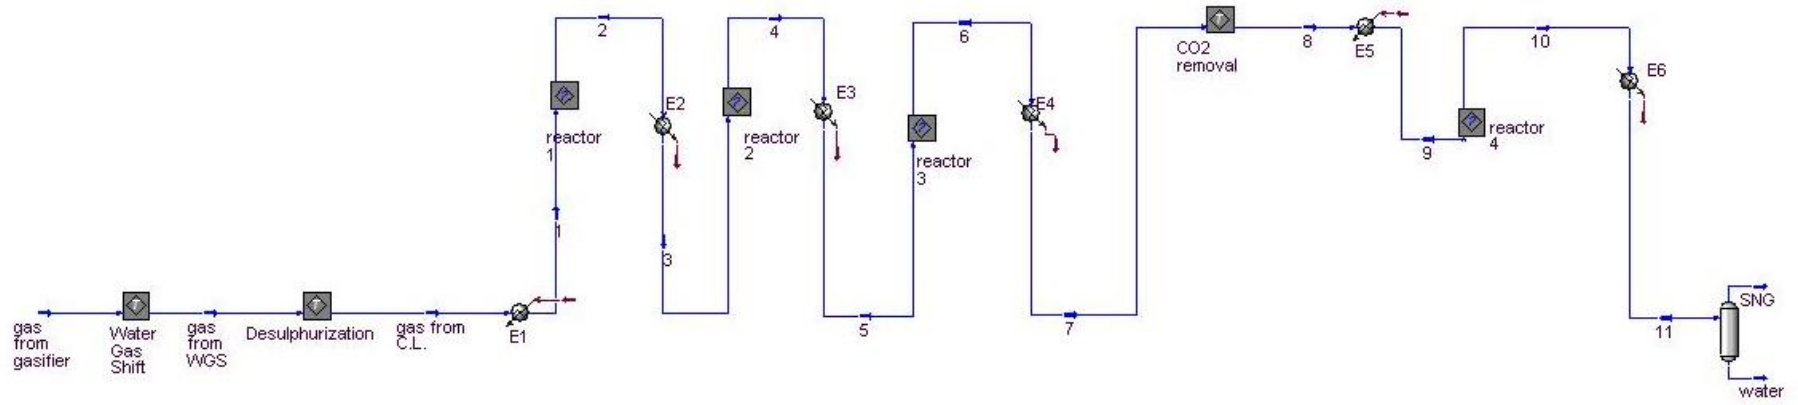 2
4
6
CO2
removal
8
E5
10
E6
E2
E3
E4
reactor
1
reactor
2
reactor
3
9
reactor
4
1
3
5
7
gas
from
gasifier
Water
Gas
Shift
gas
from
WGS
Desulphurization
gas from
C.L.
E1
11
SNG
water